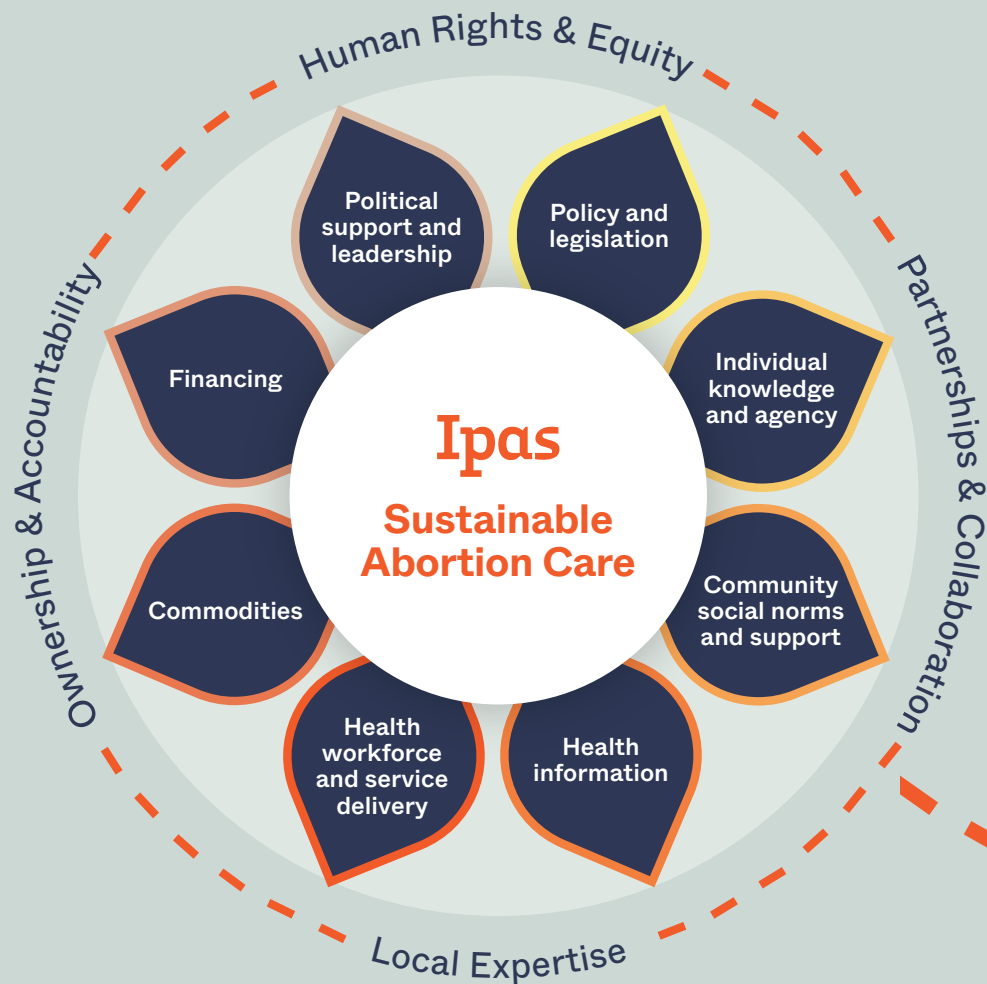 Human Rights & Equity
Political
support and
leadership
Policy and
legislation
Partnerships & Collaboration
Ownership & Accountability
Financing
Individual
knowledge
and agency
Ipas
Sustainable
Abortion Care
Commodities
Community
social norms
and support
Health
workforce
and service
delivery
Health
information
Local Expertise